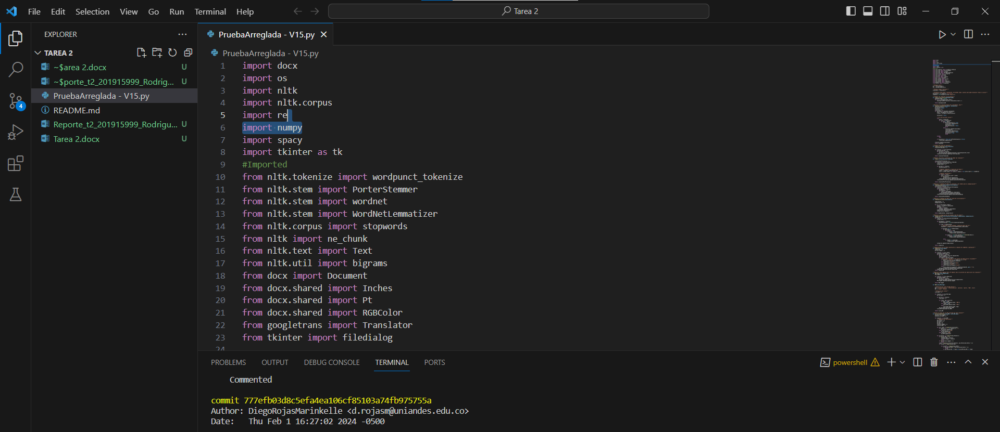 File Edit Selection View Go Run Terminal Help
Tarea 2
EXPLORER
TAREA 2
~$area 2.docx U
~$porte_t2_201915999_Rodrig... U
PruebaArreglada - V15.py
README.md
Reporte_t2_201915999_Rodrigu... U
Tarea 2.docx U
4
PruebaArreglada - V15.py
PruebaArreglada - V15.py
1 import docx
2 import os
3 import nltk
4 import nltk.corpus
5 import re
6 import numpy
7 import spacy
8 import tkinter as tk
9 #Imported
10 from nltk.tokenize import wordpunct_tokenize
11 from nltk.stem import PorterStemmer
12 from nltk.stem import wordnet
13 from nltk.stem import WordNetLemmatizer
14 from nltk.corpus import stopwords
15 from nltk import ne_chunk
16 from nltk.text import Text
17 from nltk.util import bigrams
18 from docx import Document
19 from docx.shared import Inches
20 from docx.shared import Pt
21 from docx.shared import RGBColor
22 from googletrans import Translator
23 from tkinter import filedialog
24
PROBLEMS OUTPUT DEBUG CONSOLE TERMINAL PORTS
powershell
Commented
commit 777efb03d8c5efa4ea106cf85103a74fb975755a
Author: DiegoRojasMarinkelle <d.rojasm@uniandes.edu.co>
Date: Thu Feb 1 16:27:02 2024 -0500